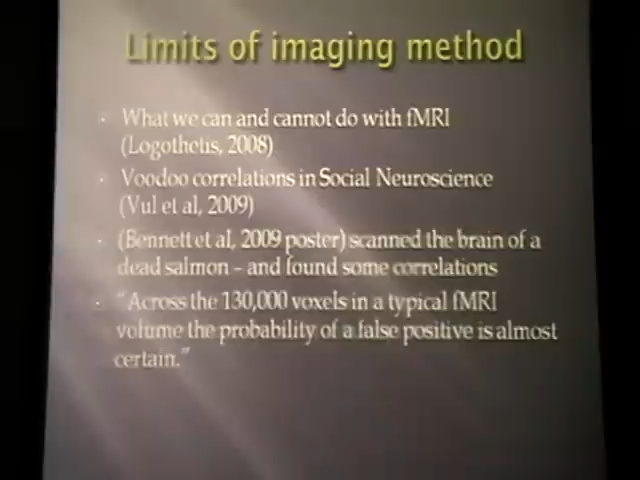 Limits of imaging method
· What we can and cannot do with fMRI
(Logothetis, 2008)
· Voodoo correlations in Social Neuroscience
(Vul et al, 2009)
· (Bennett et al, 2009 poster) scanned the brain of a
dead salmon – and found some correlations
· "Across the 130,000 voxels in a typical fMRI
volume the probability of a false positive is almost
certain."